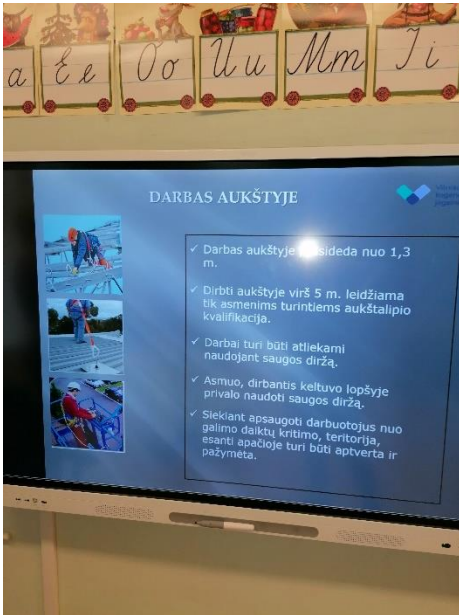 a Ee Oo Uu Mm Ii
DARBAS AUKŠTYJE
✓ Darbas aukštyje nuo 1,3
m.
✓ Dirbti aukštyje virš 5 m. leidžiama
tik asmenims turintiems aukštalipio
kvalifikacija.
✓ Darbai turi būti atliekami
naudojant saugos diržą.
✓ Asmuo, dirbantis keltuvo lopšyje
privalo naudoti saugos diržą.
✓ Siekiant apsaugoti darbuotojus nuo
galimo daiktų kritimo, teritorija,
esanti apačioje turi būti aptverta ir
pažymėta.